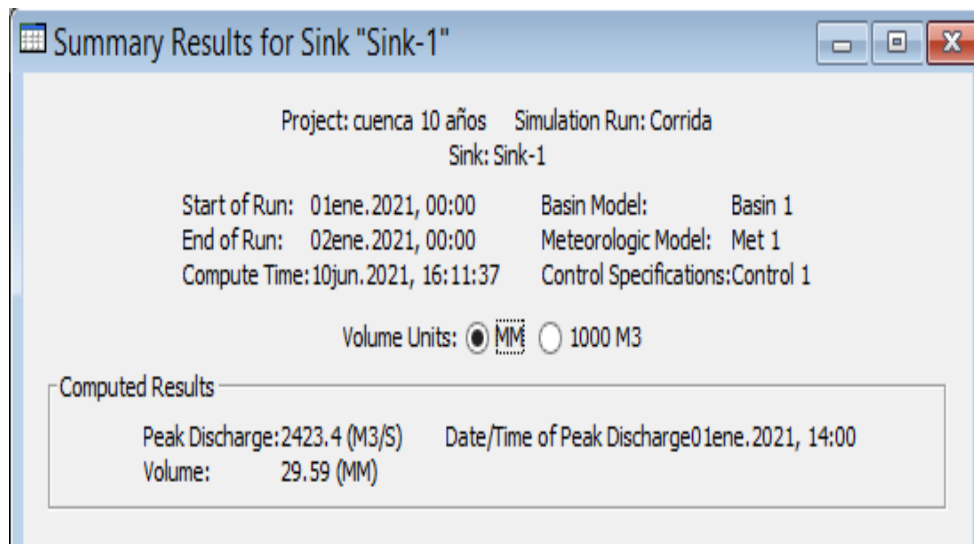 Summary Results for Sink "Sink-1"
Project: cuenca 10 años Simulation Run: Corrida
Sink: Sink-1
Start of Run: 01ene.2021, 00:00 Basin Model: Basin 1
End of Run: 02ene.2021, 00:00 Meteorologic Model: Met 1
Compute Time:10jun.2021, 16:11:37 Control Specifications:Control 1
Volume Units: MM 1000 M3
Computed Results
Peak Discharge:2423.4 (M3/S) Date/Time of Peak Discharge01ene.2021, 14:00
Volume: 29.59 (MM)